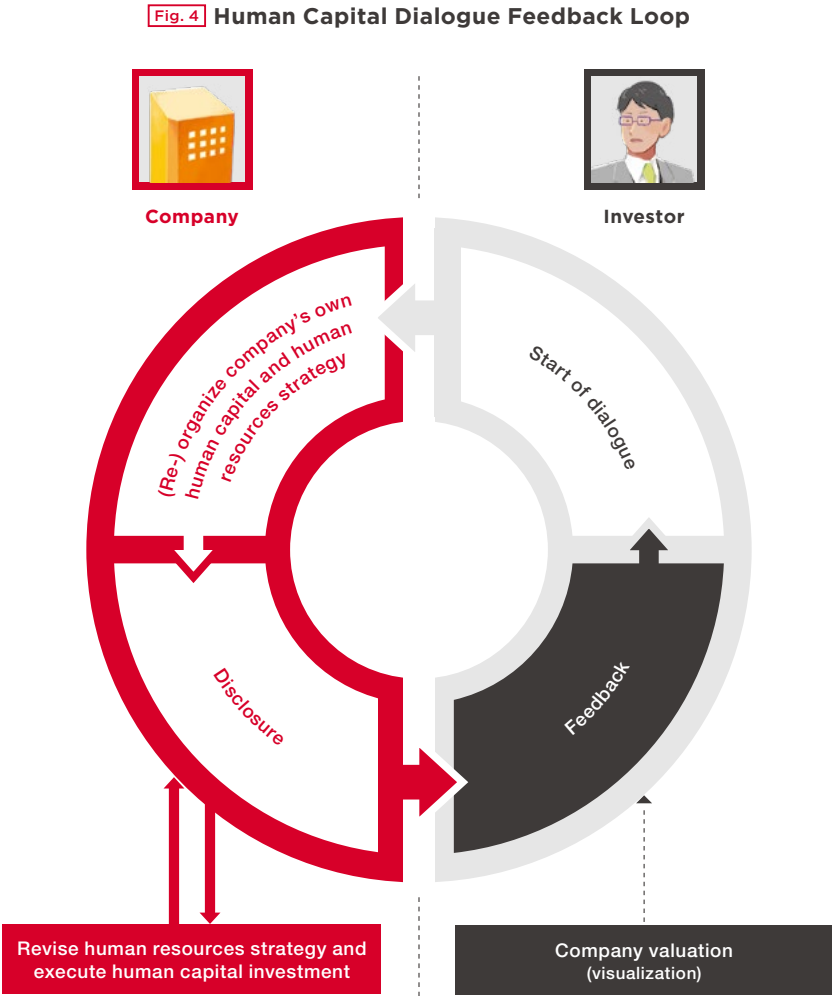 Fig. 4 Human Capital Dialogue Feedback Loop
Company
Investor
(Re-) organize company's own
human capital and human
resources strategy
Start of dialogue
Disclosure
Feedback
Revise human resources strategy and
execute human capital investment
Company valuation
(visualization)